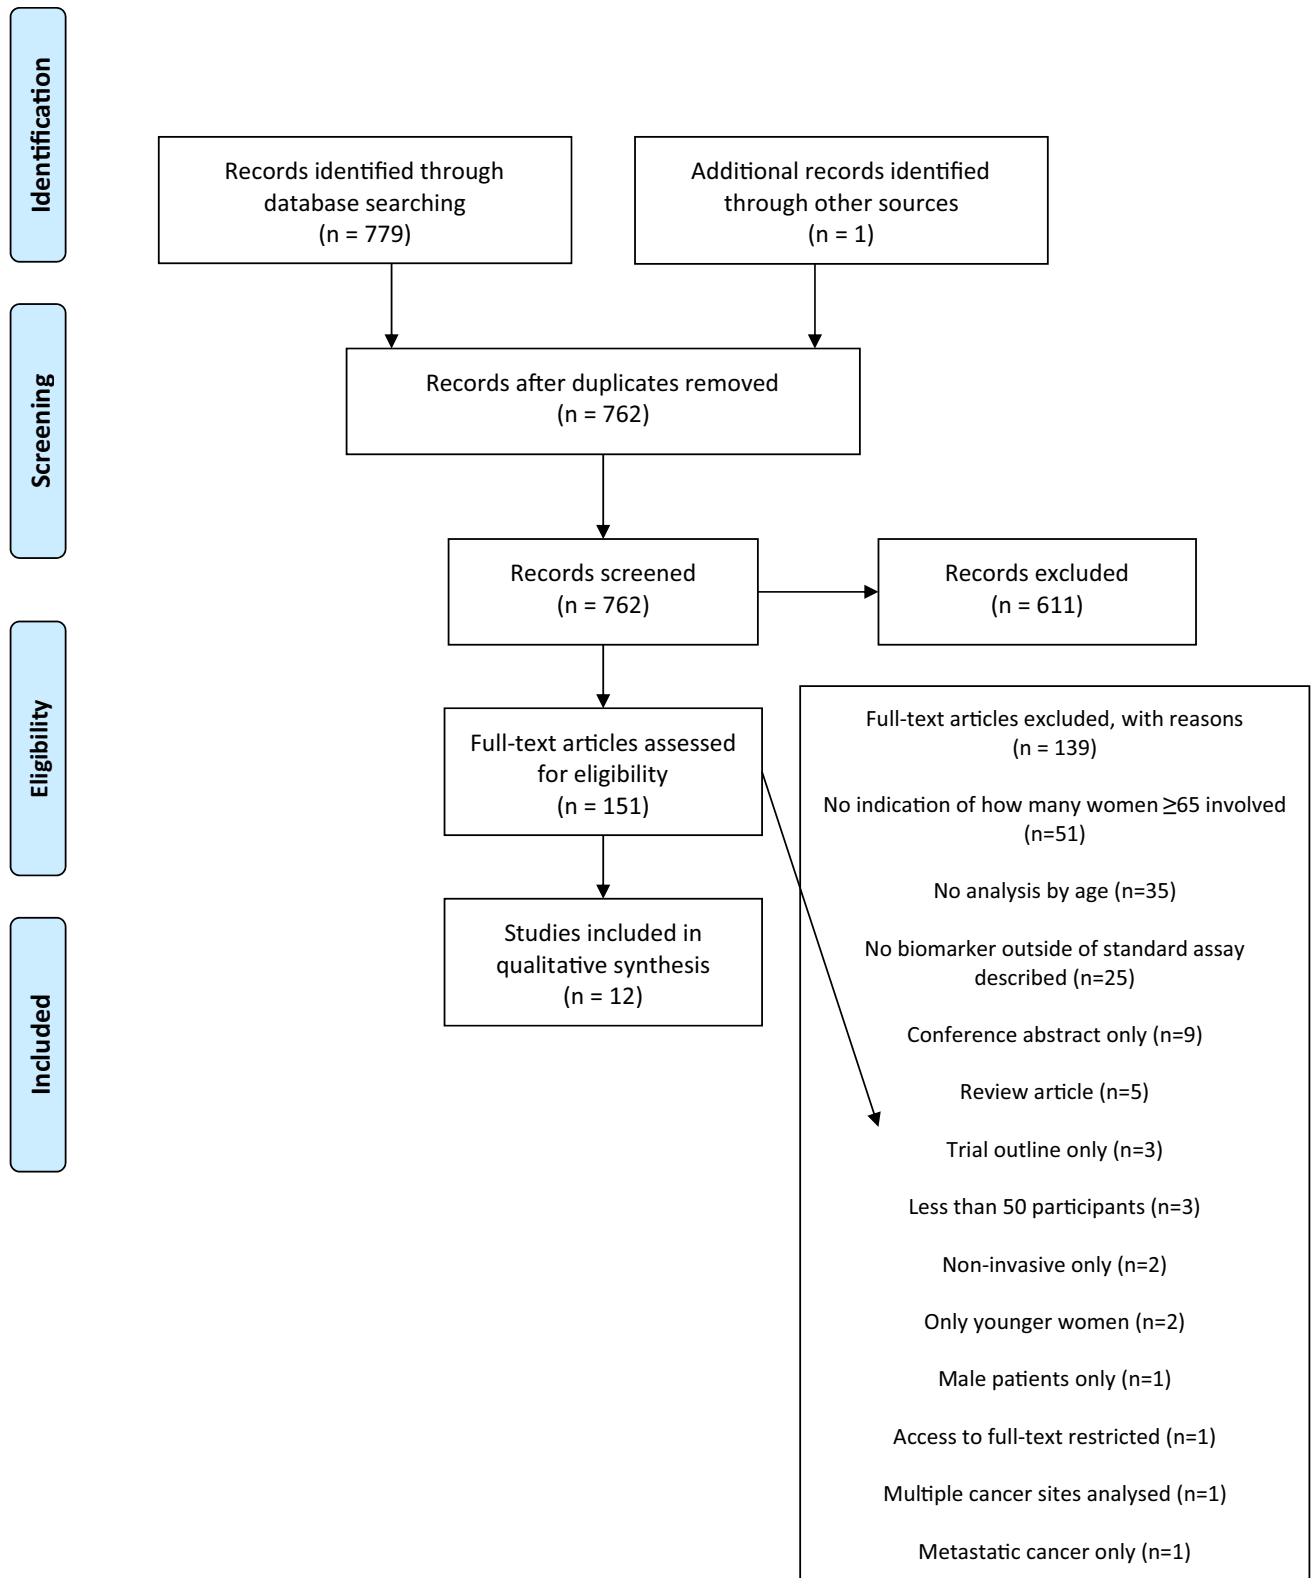 Identification
Records identified through
database searching
(n = 779)
Additional records identified
through other sources
(n = 1)
Screening
Records after duplicates removed
(n = 762)
Records screened
(n = 762)
Records excluded
(n = 611)
Eligibility
Full-text articles assessed
for eligibility
(n = 151)
Full-text articles excluded, with reasons
(n = 139)
No indication of how many women ≥65 involved
(n=51)
No analysis by age (n=35)
No biomarker outside of standard assay
described (n=25)
Conference abstract only (n=9)
Review article (n=5)
Trial outline only (n=3)
Less than 50 participants (n=3)
Non-invasive only (n=2)
Only younger women (n=2)
Male patients only (n=1)
Access to full-text restricted (n=1)
Multiple cancer sites analysed (n=1)
Metastatic cancer only (n=1)
Included
Studies included in
qualitative synthesis
(n = 12)